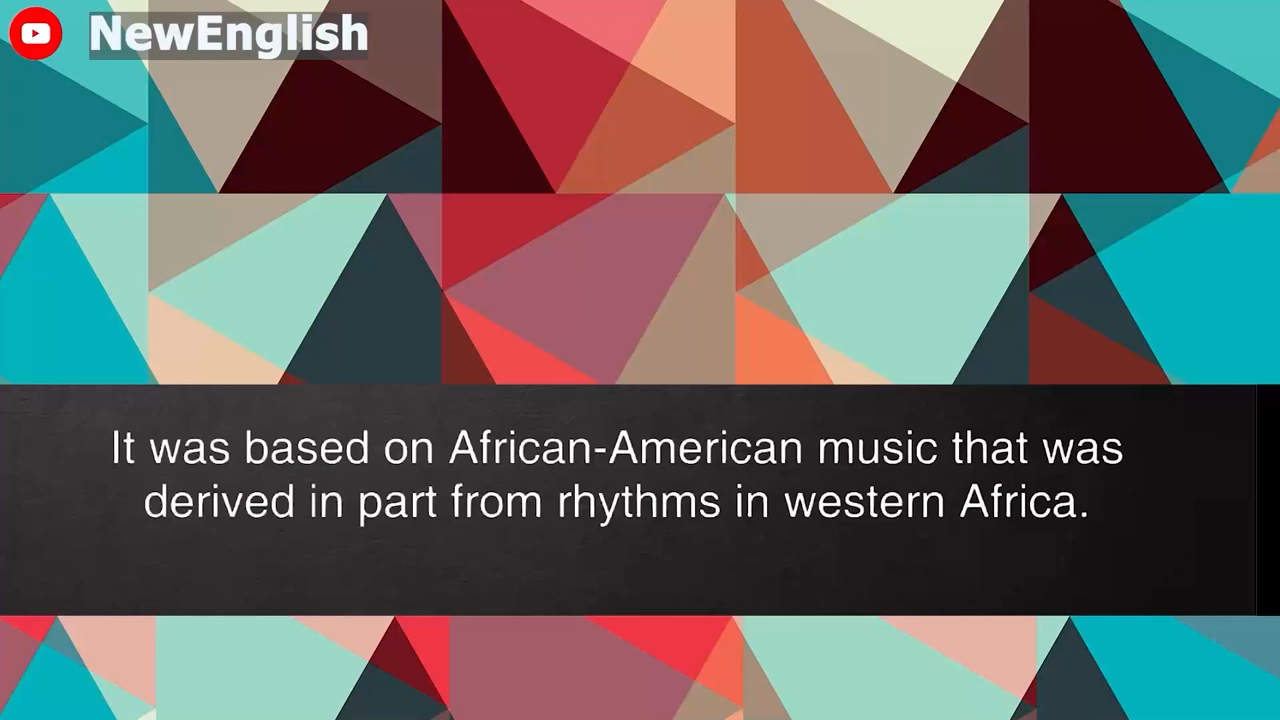 NewEnglish
It was based on African-American music that was
derived in part from rhythms in western Africa.